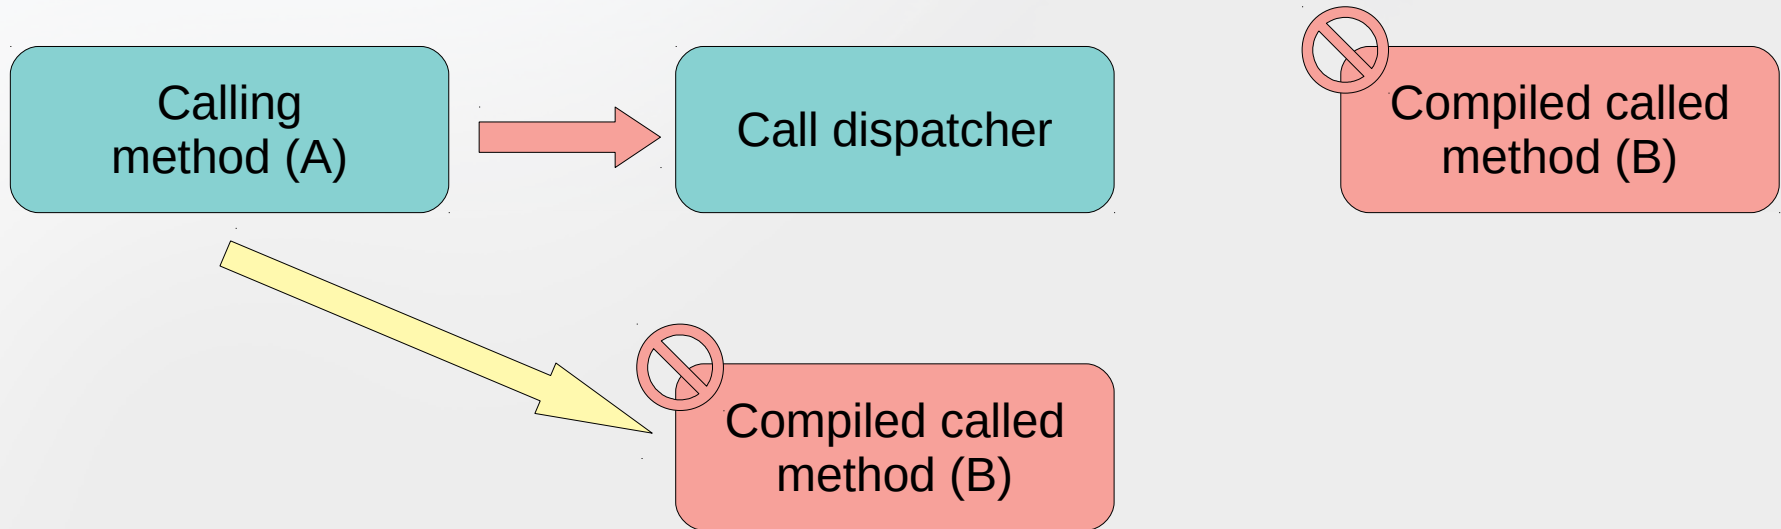 Calling
method (A)
Call dispatcher
Compiled called
method (B)
Compiled called
method (B)